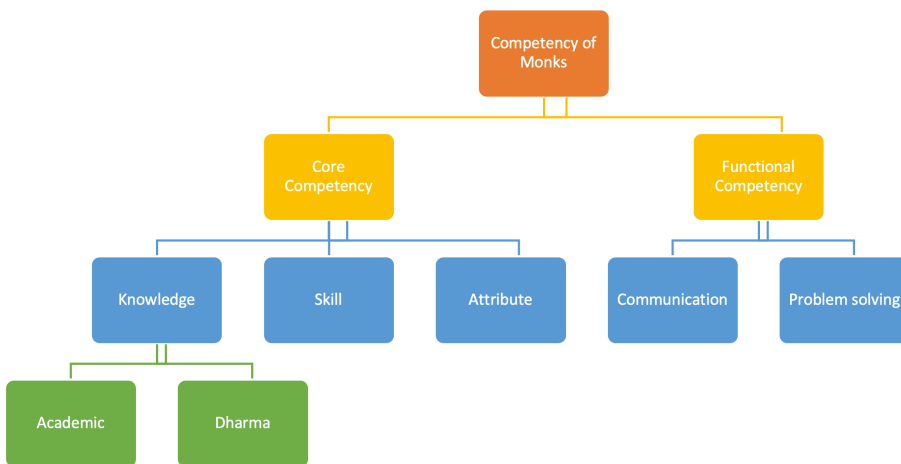 Competency of
Monks
Core
Competency
Functional
Competency
Knowledge
Skill
Attribute
Communication
Problem solving
Academic
Dharma